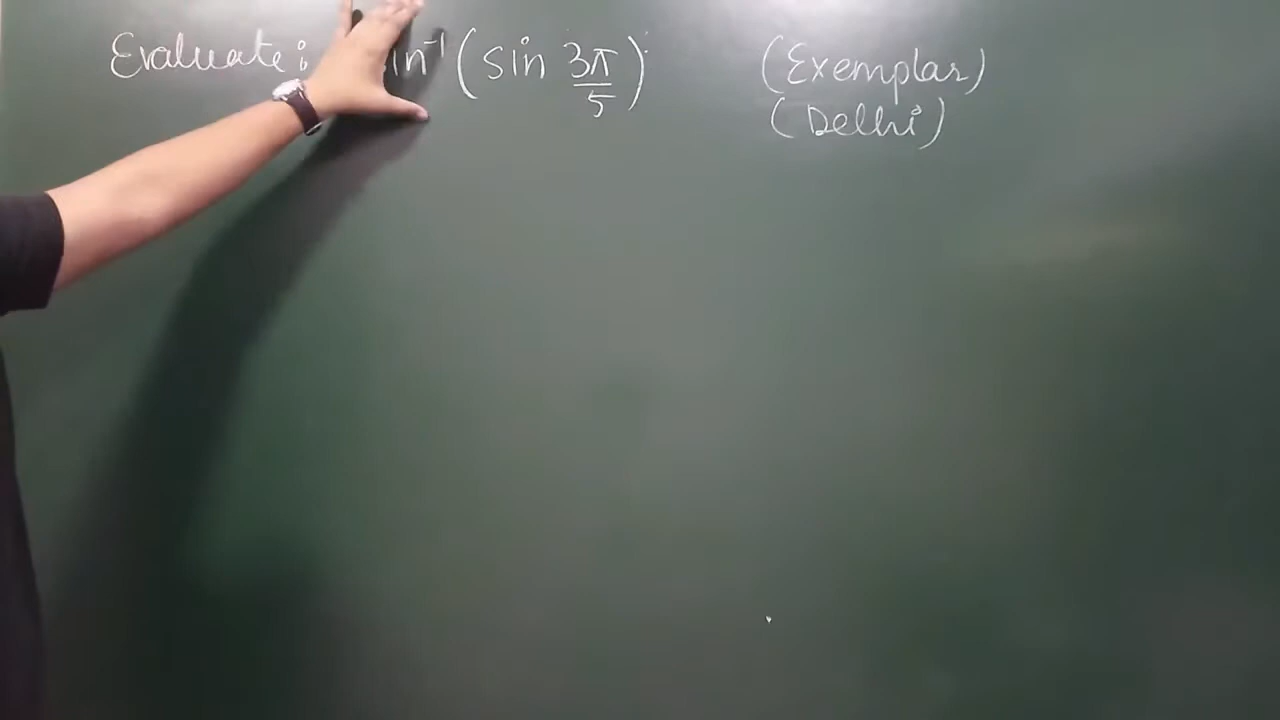 Evaluate: in⁻¹ (sin 3π/5)
(Exemplar)
(Delhi)